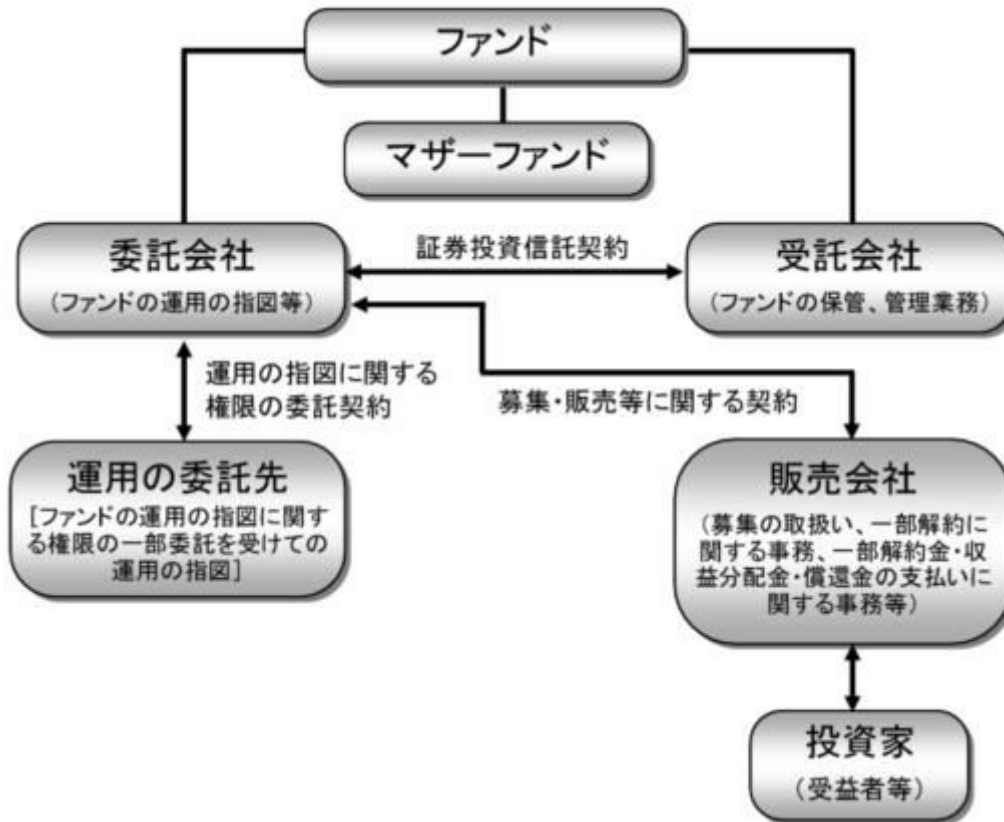 ファンド
マザーファンド
委託会社
（ファンドの運用の指図等）
証券投資信託契約
受託会社
（ファンドの保管、管理業務）
運用の指図に関する
権限の委託契約
募集・販売等に関する契約
運用の委託先
[ファンドの運用の指図に関す
る権限の一部委託を受けての
運用の指図]
販売会社
（募集の取扱い、一部解約に
関する事務、一部解約金・収
益分配金・償還金の支払いに
関する事務等）
投資家
（受益者等）